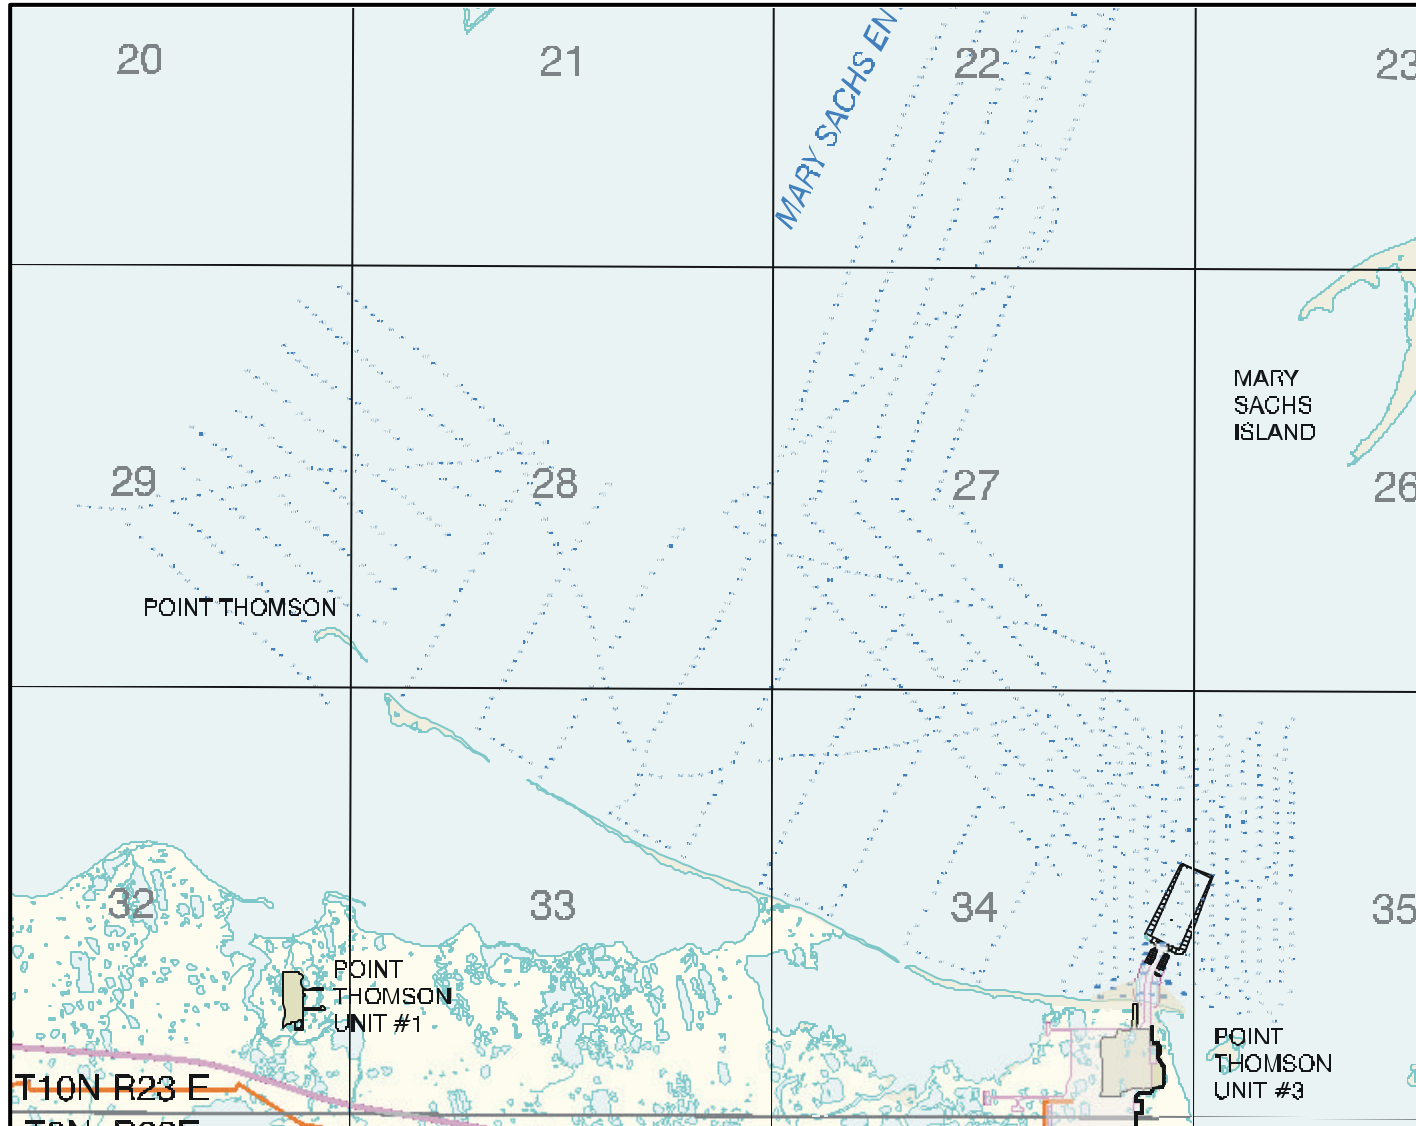 20
21
22
23
MARY SACHS EN
MARY
SACHS
ISLAND
29
28
27
26
POINT THOMSON
32
33
34
35
POINT
THOMSON
UNIT #1
POINT
THOMSON
UNIT #3
T10N R23 E